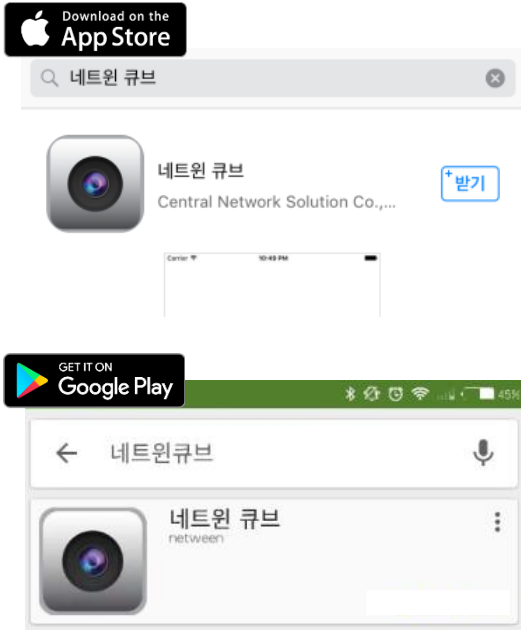 Download on the
App Store
네트윈 큐브
네트윈 큐브
Central Network Solution Co.,...
+받기
Carrier 10:49 PM
GET IT ON
Google Play
45%
네트윈큐브
네트윈 큐브
netween